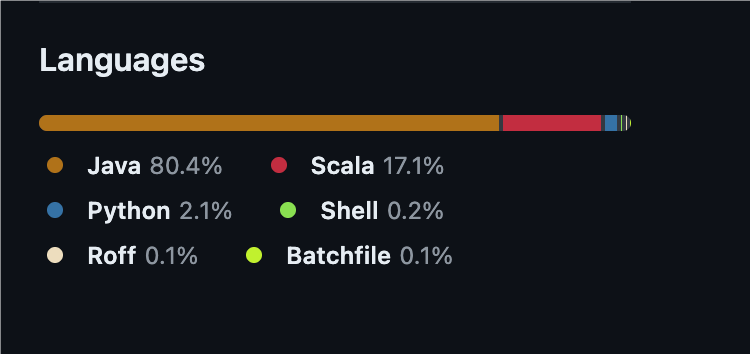 Languages
Java 80.4% Scala 17.1%
Python 2.1% Shell 0.2%
Roff 0.1% Batchfile 0.1%